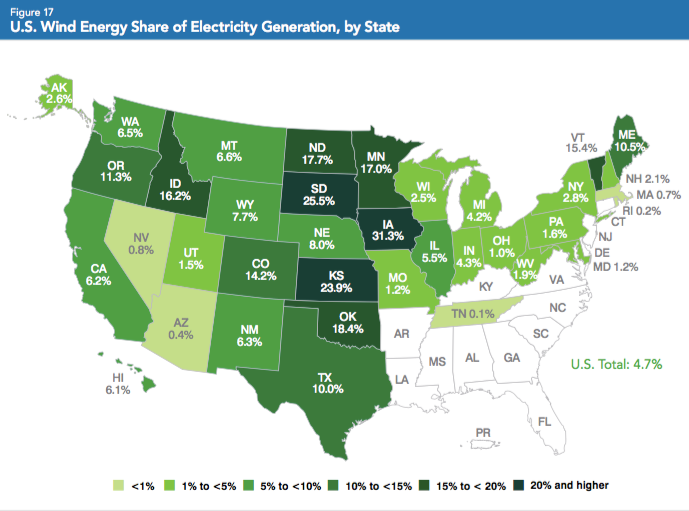 Figure 17
U.S. Wind Energy Share of Electricity Generation, by State
AK
2.6%
WA
6.5%
OR
11.3%
ID
16.2%
MT
6.6%
WY
7.7%
ND
17.7%
SD
25.5%
NE
8.0%
MN
17.0%
IA
31.3%
WI
2.5%
MI
4.2%
IL
5.5%
IN
4.3%
OH
1.0%
NY
2.8%
PA
1.6%
WV
1.9%
VT
15.4%
ME
10.5%
NH 2.1%
MA 0.7%
RI 0.2%
CT
NJ
DE
MD 1.2%
NV
0.8%
UT
1.5%
CO
14.2%
KS
23.9%
MO
1.2%
KY
VA
CA
6.2%
AZ
0.4%
NM
6.3%
OK
18.4%
AR
TN 0.1%
NC
SC
TX
10.0%
LA
MS
AL
GA
FL
PR
HI
6.1%
U.S. Total: 4.7%
<1%
1% to <5%
5% to <10%
10% to <15%
15% to < 20%
20% and higher